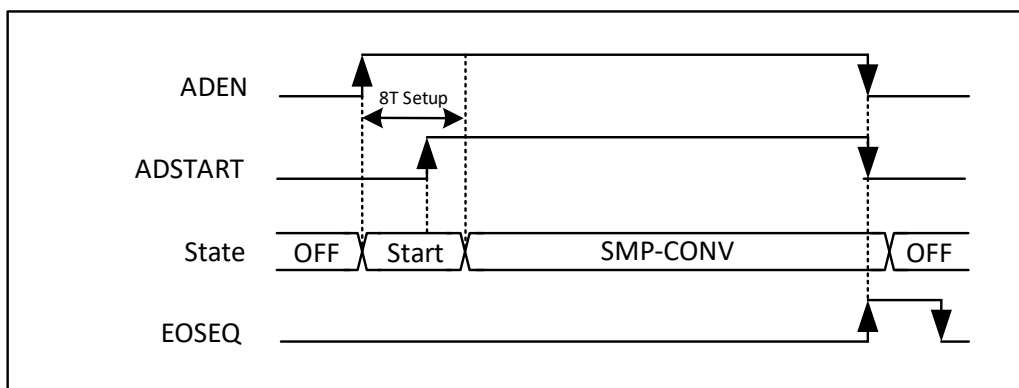 ADEN
8T Setup
ADSTART
State OFF Start SMP-CONV OFF
EOSEQ